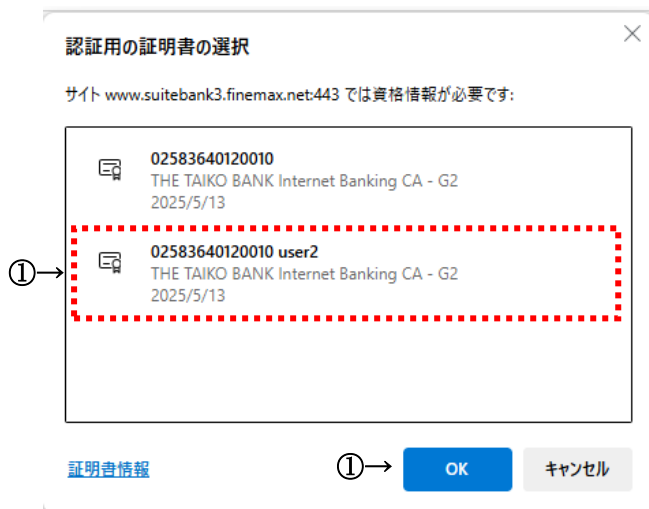 認証用の証明書の選択
サイト www.suitebank3.finemax.net:443 では資格情報が必要です:
02583640120010
THE TAIKO BANK Internet Banking CA - G2
2025/5/13
①→
02583640120010 user2
THE TAIKO BANK Internet Banking CA - G2
2025/5/13
証明書情報
①→
OK
キャンセル